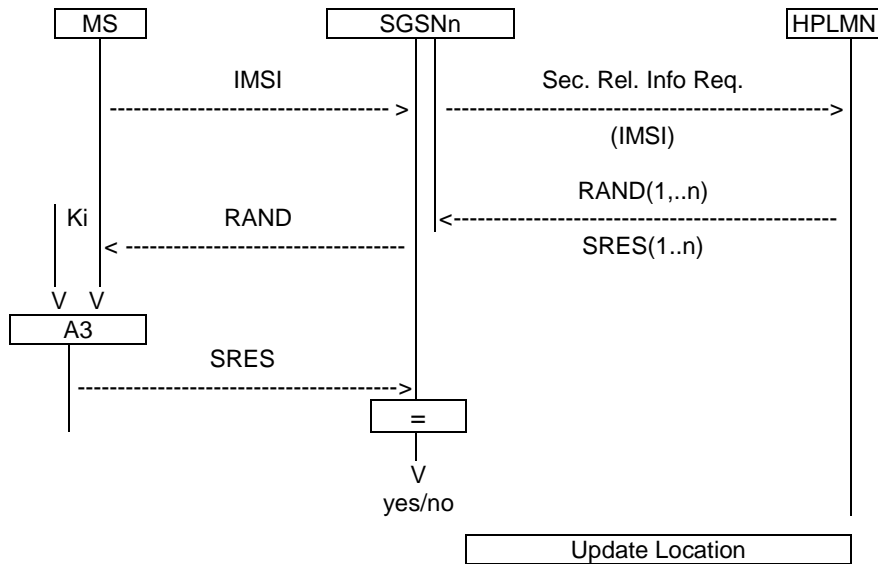 MS SGSNn HPLMN
IMSI Sec. Rel. Info Req.
------------------------------------- > ---------------------------------------------------- >
(IMSI)
RAND(1,..n)
Ki RAND <----------------------------------------------------
< ------------------------------------- SRES(1..n)
V V
A3
SRES
------------------------------------------>
=
V
yes/no
Update Location